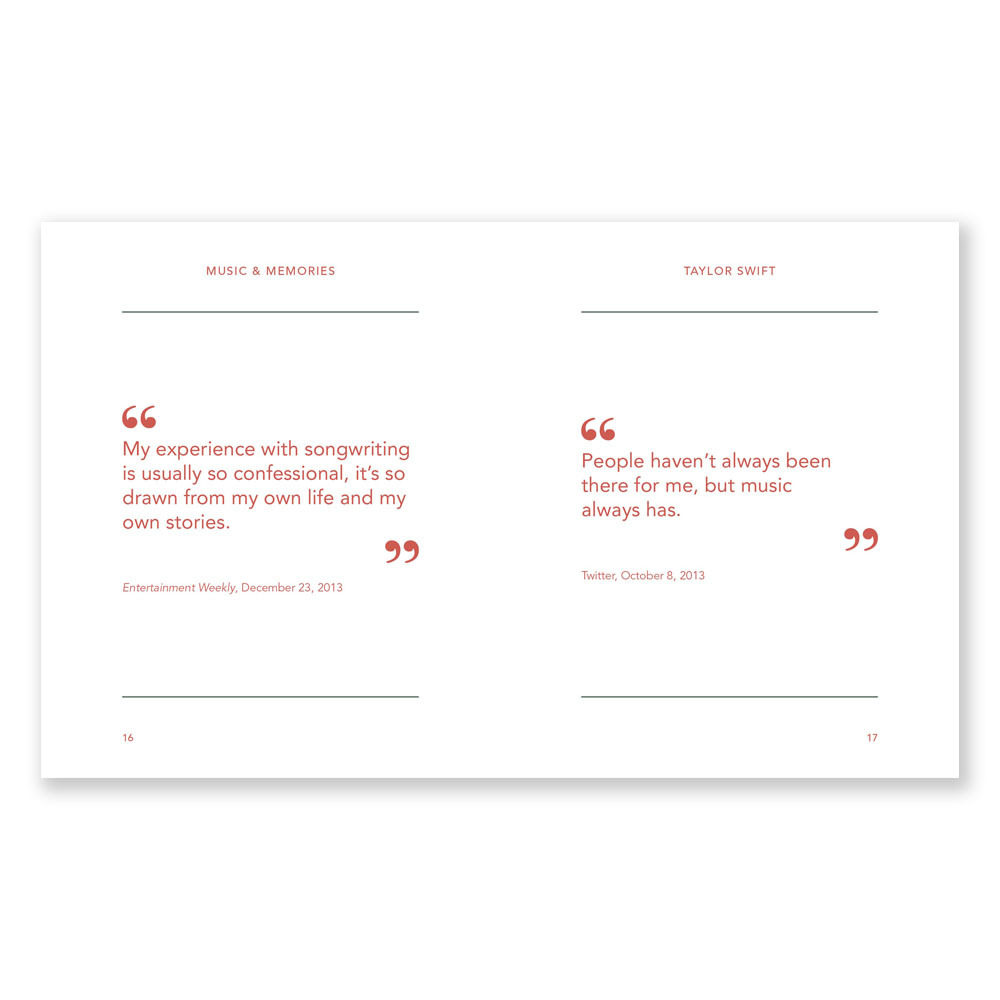 MUSIC & MEMORIES
“
My experience with songwriting
is usually so confessional, it’s so
drawn from my own life and my
own stories.
”
Entertainment Weekly, December 23, 2013
16
TAYLOR SWIFT
“
People haven’t always been
there for me, but music
always has.
”
Twitter, October 8, 2013
17